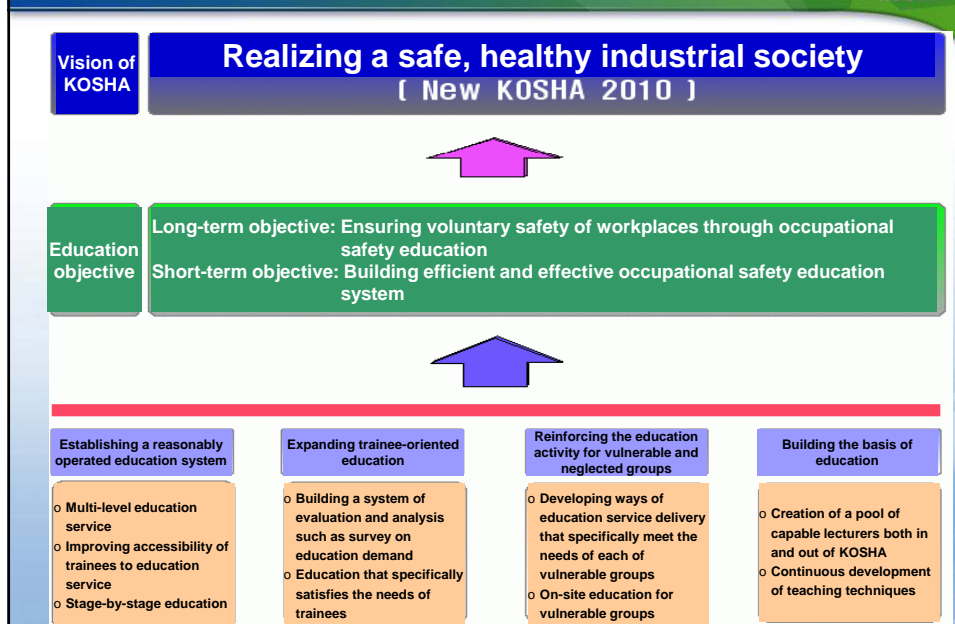 Vision of
KOSHA
Realizing a safe, healthy industrial society
[ New KOSHA 2010 ]
Education
objective
Long-term objective: Ensuring voluntary safety of workplaces through occupational
safety education
Short-term objective: Building efficient and effective occupational safety education
system
Establishing a reasonably
operated education system
o Multi-level education
service
o Improving accessibility of
trainees to education
service
o Stage-by-stage education
Expanding trainee-oriented
education
o Building a system of
evaluation and analysis
such as survey on
education demand
o Education that specifically
satisfies the needs of
trainees
Reinforcing the education
activity for vulnerable and
neglected groups
o Developing ways of
education service delivery
that specifically meet the
needs of each of
vulnerable groups
o On-site education for
vulnerable groups
Building the basis of
education
o Creation of a pool of
capable lecturers both in
and out of KOSHA
o Continuous development
of teaching techniques